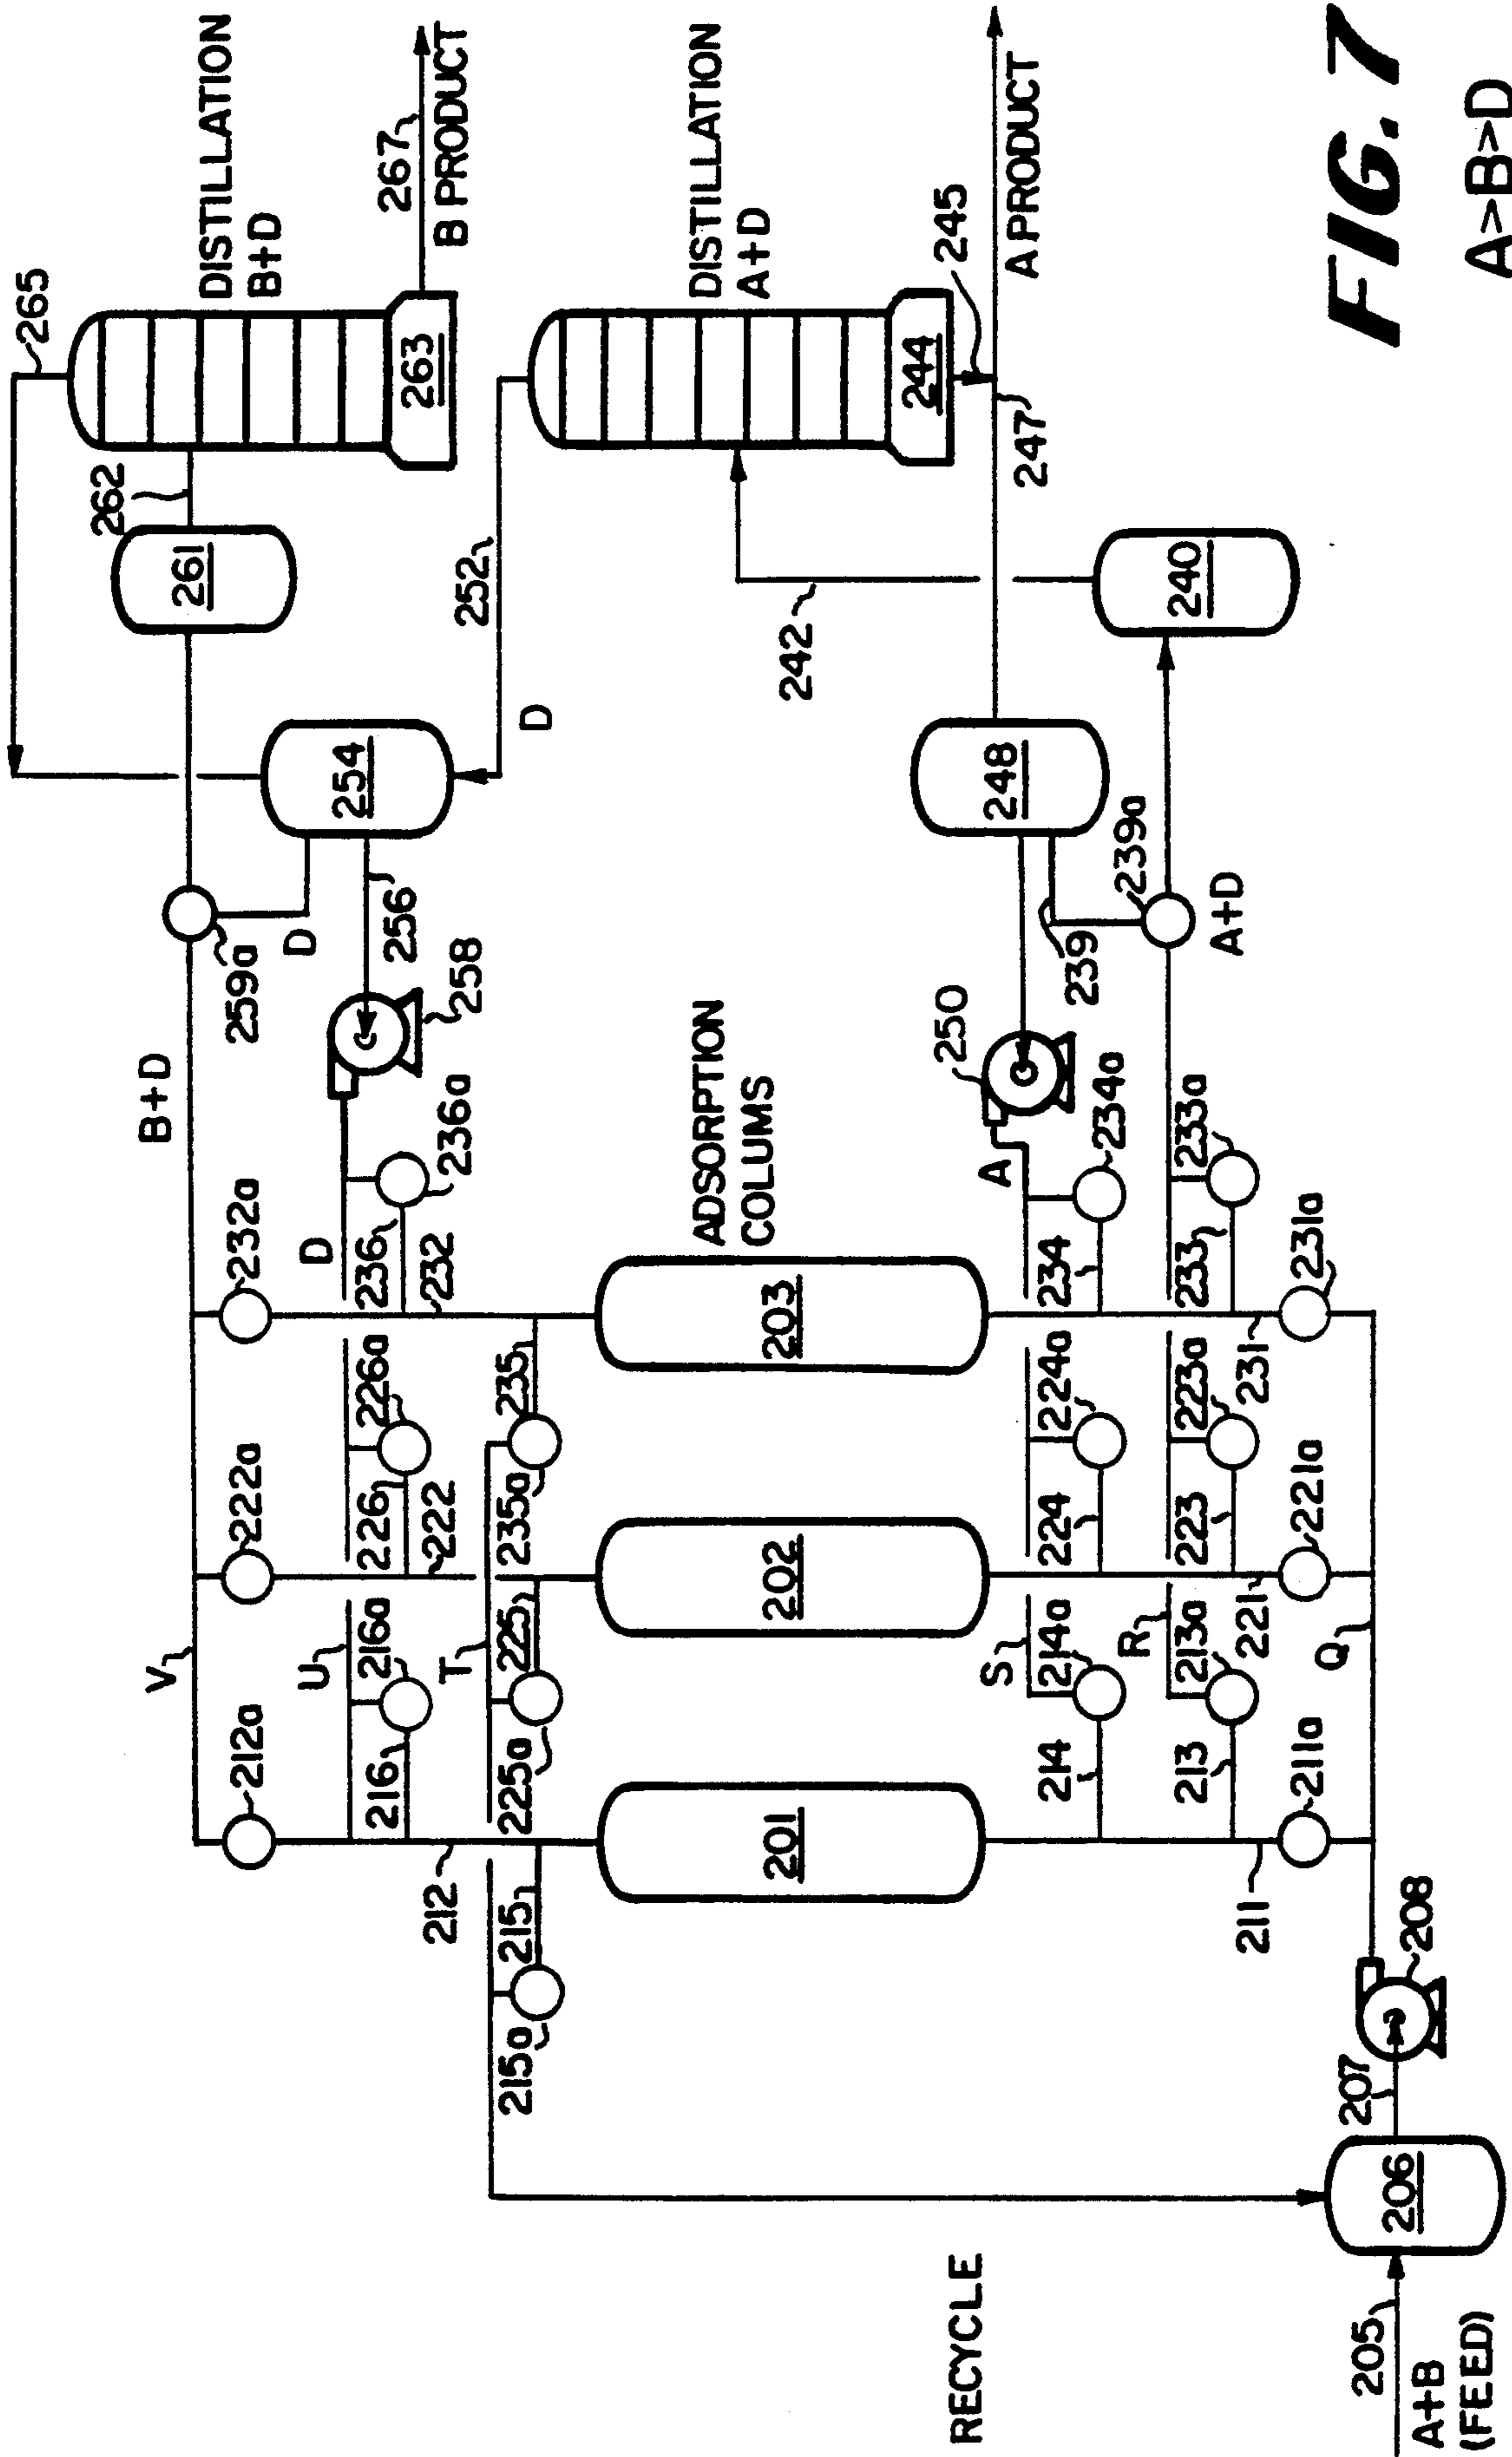 265
DISTILLATION
B+D
267
B PRODUCT
263
262
261
252
D
DISTILLATION
A+D
244
245
A PRODUCT
247
242
240
254
248
259a
D
256
258
B+D
239a
A+D
239
250
232a
D
236
236a
232
ADSORPTION
COLUMS
A
234a
234
233a
233
203
231a
231
235
235a
222a
226a
226
222
202
224a
224
223a
223
221a
221
V
U
216a
T
225
225a
S
214a
R
213a
Q
212a
216
212
201
214
213
211a
211
215
215a
208
207
206
RECYCLE
205
A+B
(FEED)
FIG. 7
A>B>D